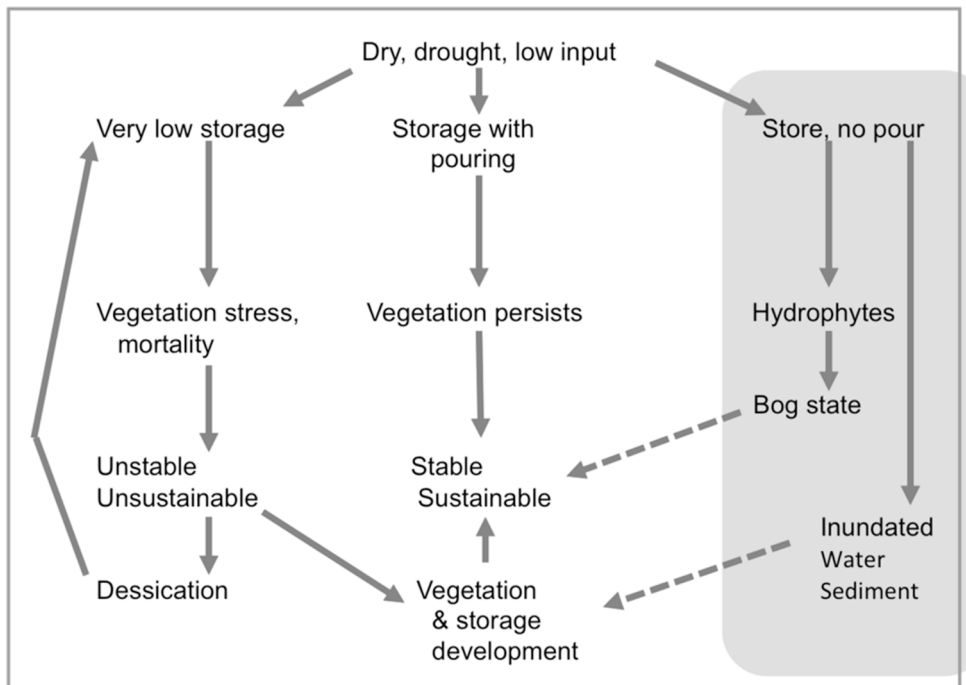 Dry, drought, low input
Very low storage
Storage with
pouring
Store, no pour
Vegetation stress,
mortality
Vegetation persists
Hydrophytes
Bog state
Unstable
Unsustainable
Stable
Sustainable
Inundated
Water
Sediment
Dessication
Vegetation
& storage
development